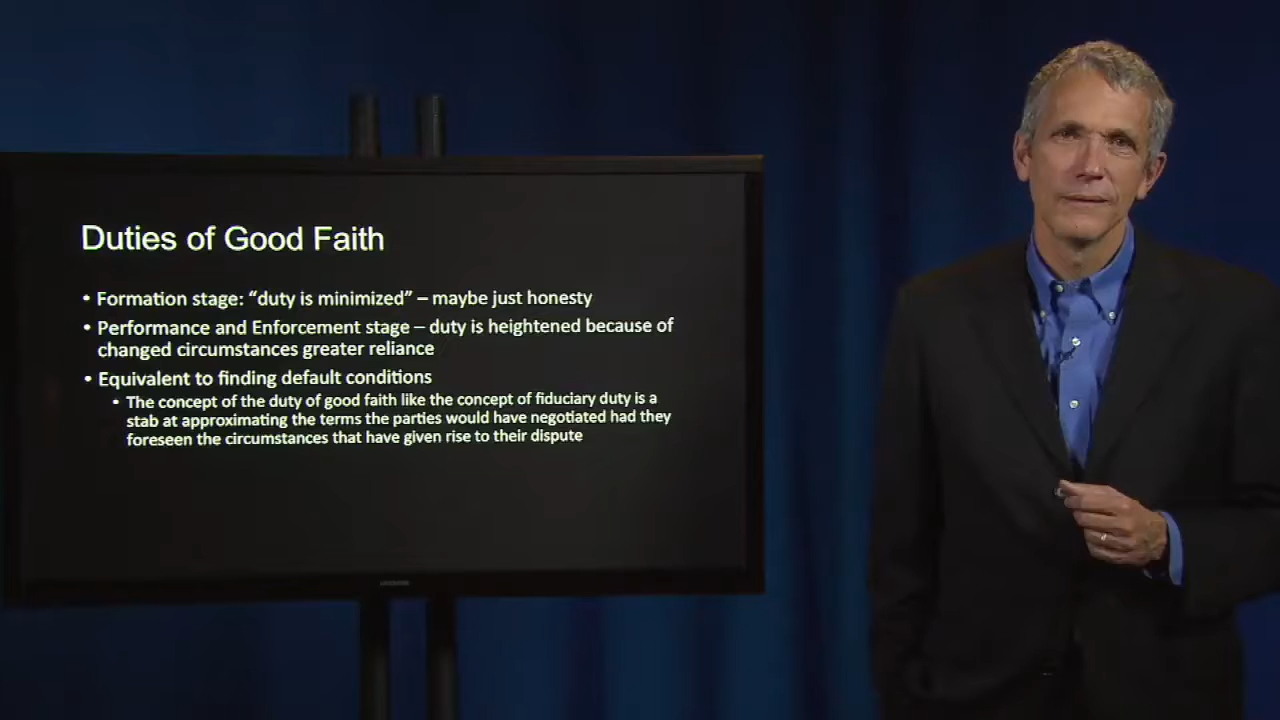 Duties of Good Faith
• Formation stage: “duty is minimized” – maybe just honesty
• Performance and Enforcement stage – duty is heightened because of
changed circumstances greater reliance
• Equivalent to finding default conditions
• The concept of the duty of good faith like the concept of fiduciary duty is a
stab at approximating the terms the parties would have negotiated had they
foreseen the circumstances that have given rise to their dispute